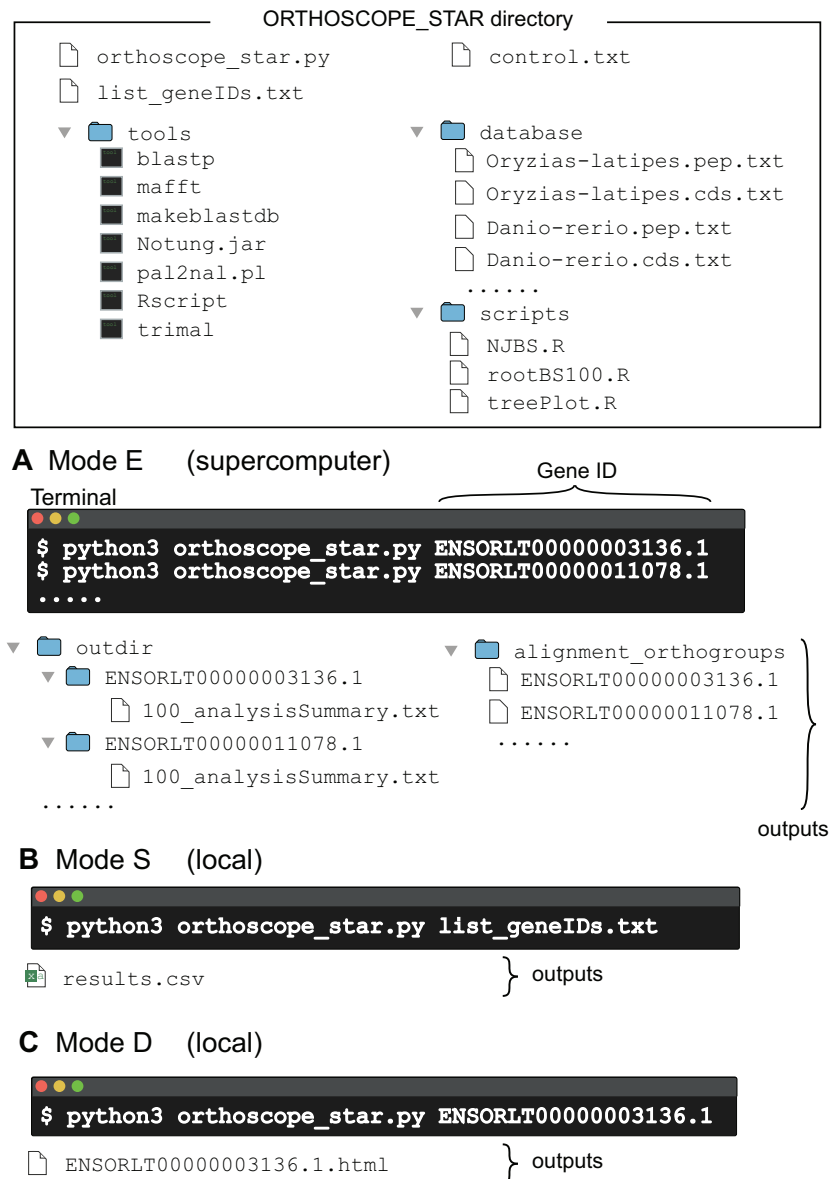 ORTHOSCOPE_STAR directory
orthoscope_star.py
control.txt
list_geneIDs.txt
tools
blastp
mafft
makeblastdb
Notung.jar
pal2nal.pl
Rscript
trimal
database
Oryzias-latipes.pep.txt
Oryzias-latipes.cds.txt
Danio-rerio.pep.txt
Danio-rerio.cds.txt
......
scripts
NJBS.R
rootBS100.R
treePlot.R
A Mode E (supercomputer)
Gene ID
Terminal
$ python3 orthoscope_star.py ENSORLT00000003136.1
$ python3 orthoscope_star.py ENSORLT00000011078.1
.....
outdir
ENSORLT00000003136.1
100_analysisSummary.txt
ENSORLT00000011078.1
100_analysisSummary.txt
......
alignment_orthogroups
ENSORLT00000003136.1
ENSORLT00000011078.1
......
outputs
B Mode S (local)
$ python3 orthoscope_star.py list_geneIDs.txt
results.csv
outputs
C Mode D (local)
$ python3 orthoscope_star.py ENSORLT00000003136.1
ENSORLT00000003136.1.html
outputs